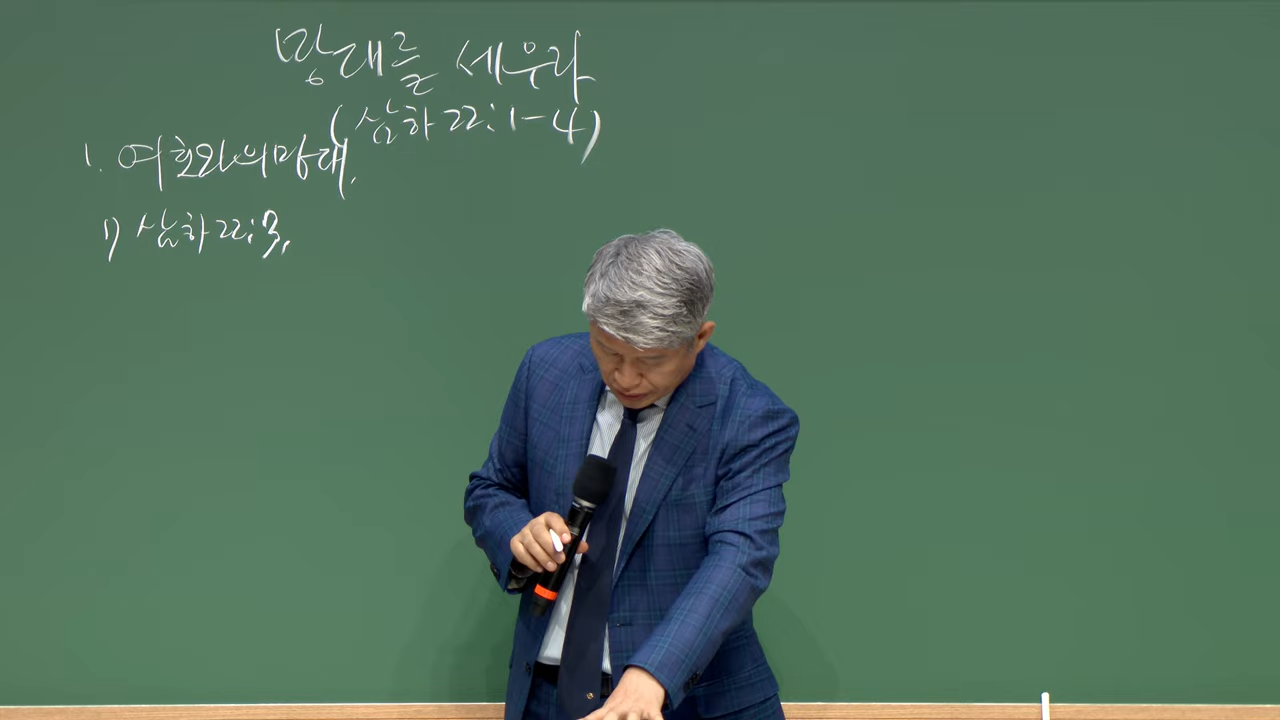 망대를 세우라
(삼하 22:1-4)
1. 여호와의 망대.
1) 삼하 22:3,